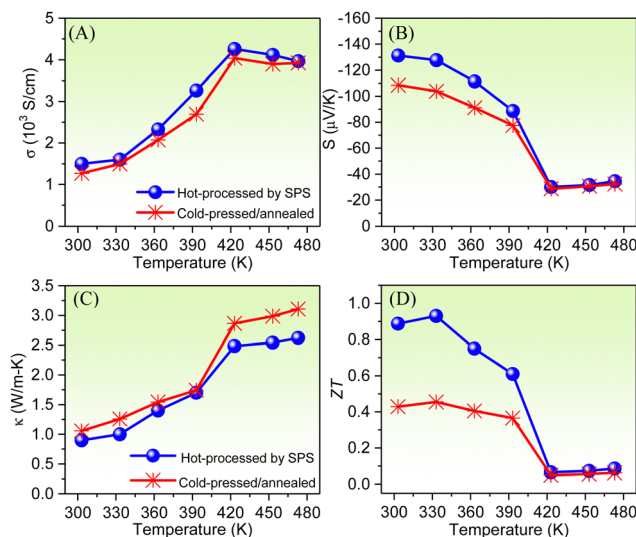 (A)
σ (10³ S/cm)
5
4
3
2
1
0
Hot-processed by SPS
Cold-pressed/annealed
300 330 360 390 420 450 480
Temperature (K)
(B)
S (μV/K)
-160
-140
-120
-100
-80
-60
-40
-20
0
300 330 360 390 420 450 480
Temperature (K)
(C)
κ (W/m-K)
3.5
3.0
2.5
2.0
1.5
1.0
0.5
0.0
Hot-processed by SPS
Cold-pressed/annealed
300 330 360 390 420 450 480
Temperature (K)
(D)
ZT
1.0
0.8
0.6
0.4
0.2
0.0
300 330 360 390 420 450 480
Temperature (K)